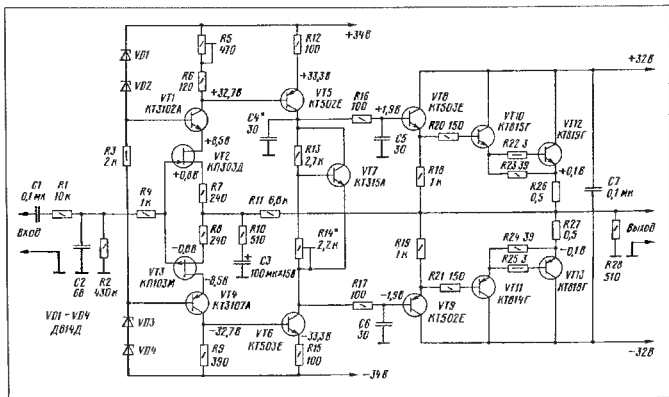 +34В
R5
470
R12
100
VD1
R6
120
+33,3В
+32В
VD2
VT1
КТ3102А
+32,7В
VT5
КТ502Е
R16
100
+1,9В
VT8
КТ503Е
VT10
КТ815Г
VT12
КТ819Г
+8,5В
C4*
30
R20 150
R3
2к
VT2
КП303Д
+0,8В
R13
2,7к
C5
30
R22 3
R23 39
+0,1В
VT7
КТ315А
R18
1к
C7
0,1мк
C1
0,1мк
R1
10к
R4
1к
R7
240
R11 6,8к
R26
0,5
Вход
R8
240
R10
510
R14*
2,2к
R19
1к
R27
0,5
Выход
-0,8В
R24 39
-0,1В
R28
510
C2
68
R2
430к
VT3
КП103М
-8,5В
C3
100мк×15В
R17
100
-1,9В
R21 150
R25 3
VT4
КТ3107А
VT9
КТ502Е
VT11
КТ814Г
VT13
КТ818Г
VD1 - VD4
Д814Д
VD3
-32,7В
VT6
КТ503Е
-33,3В
C6
30
VD4
R9
390
R15
100
-32В
-34В